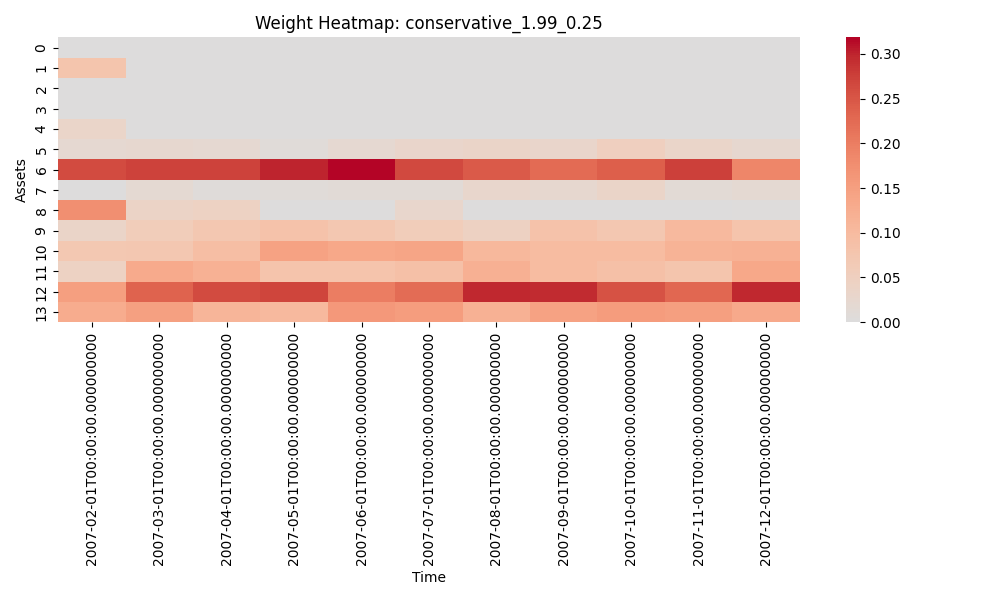 Weight Heatmap: conservative_1.99_0.25
Assets
0
1
2
3
4
5
6
7
8
9
10
11
12
13
2007-02-01T00:00:00.000000000
2007-03-01T00:00:00.000000000
2007-04-01T00:00:00.000000000
2007-05-01T00:00:00.000000000
2007-06-01T00:00:00.000000000
2007-07-01T00:00:00.000000000
2007-08-01T00:00:00.000000000
2007-09-01T00:00:00.000000000
2007-10-01T00:00:00.000000000
2007-11-01T00:00:00.000000000
2007-12-01T00:00:00.000000000
Time
0.30
0.25
0.20
0.15
0.10
0.05
0.00